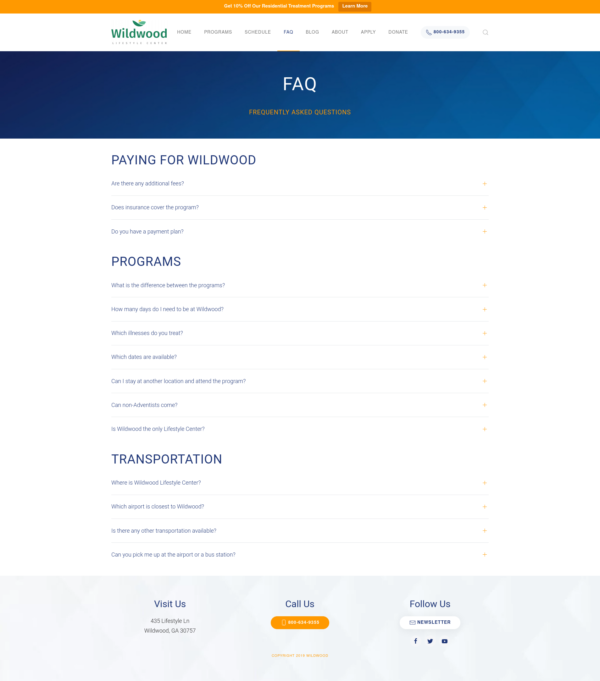 Get 10% Off Our Residential Treatment Programs Learn More
Wildwood
LIFESTYLE CENTER
HOME PROGRAMS SCHEDULE FAQ BLOG ABOUT APPLY DONATE 800-634-9355
FAQ
FREQUENTLY ASKED QUESTIONS
PAYING FOR WILDWOOD
Are there any additional fees?
Does insurance cover the program?
Do you have a payment plan?
PROGRAMS
What is the difference between the programs?
How many days do I need to be at Wildwood?
Which illnesses do you treat?
Which dates are available?
Can I stay at another location and attend the program?
Can non-Adventists come?
Is Wildwood the only Lifestyle Center?
TRANSPORTATION
Where is Wildwood Lifestyle Center?
Which airport is closest to Wildwood?
Is there any other transportation available?
Can you pick me up at the airport or a bus station?
Visit Us
435 Lifestyle Ln
Wildwood, GA 30757
Call Us
800-634-9355
Follow Us
NEWSLETTER
COPYRIGHT 2019 WILDWOOD